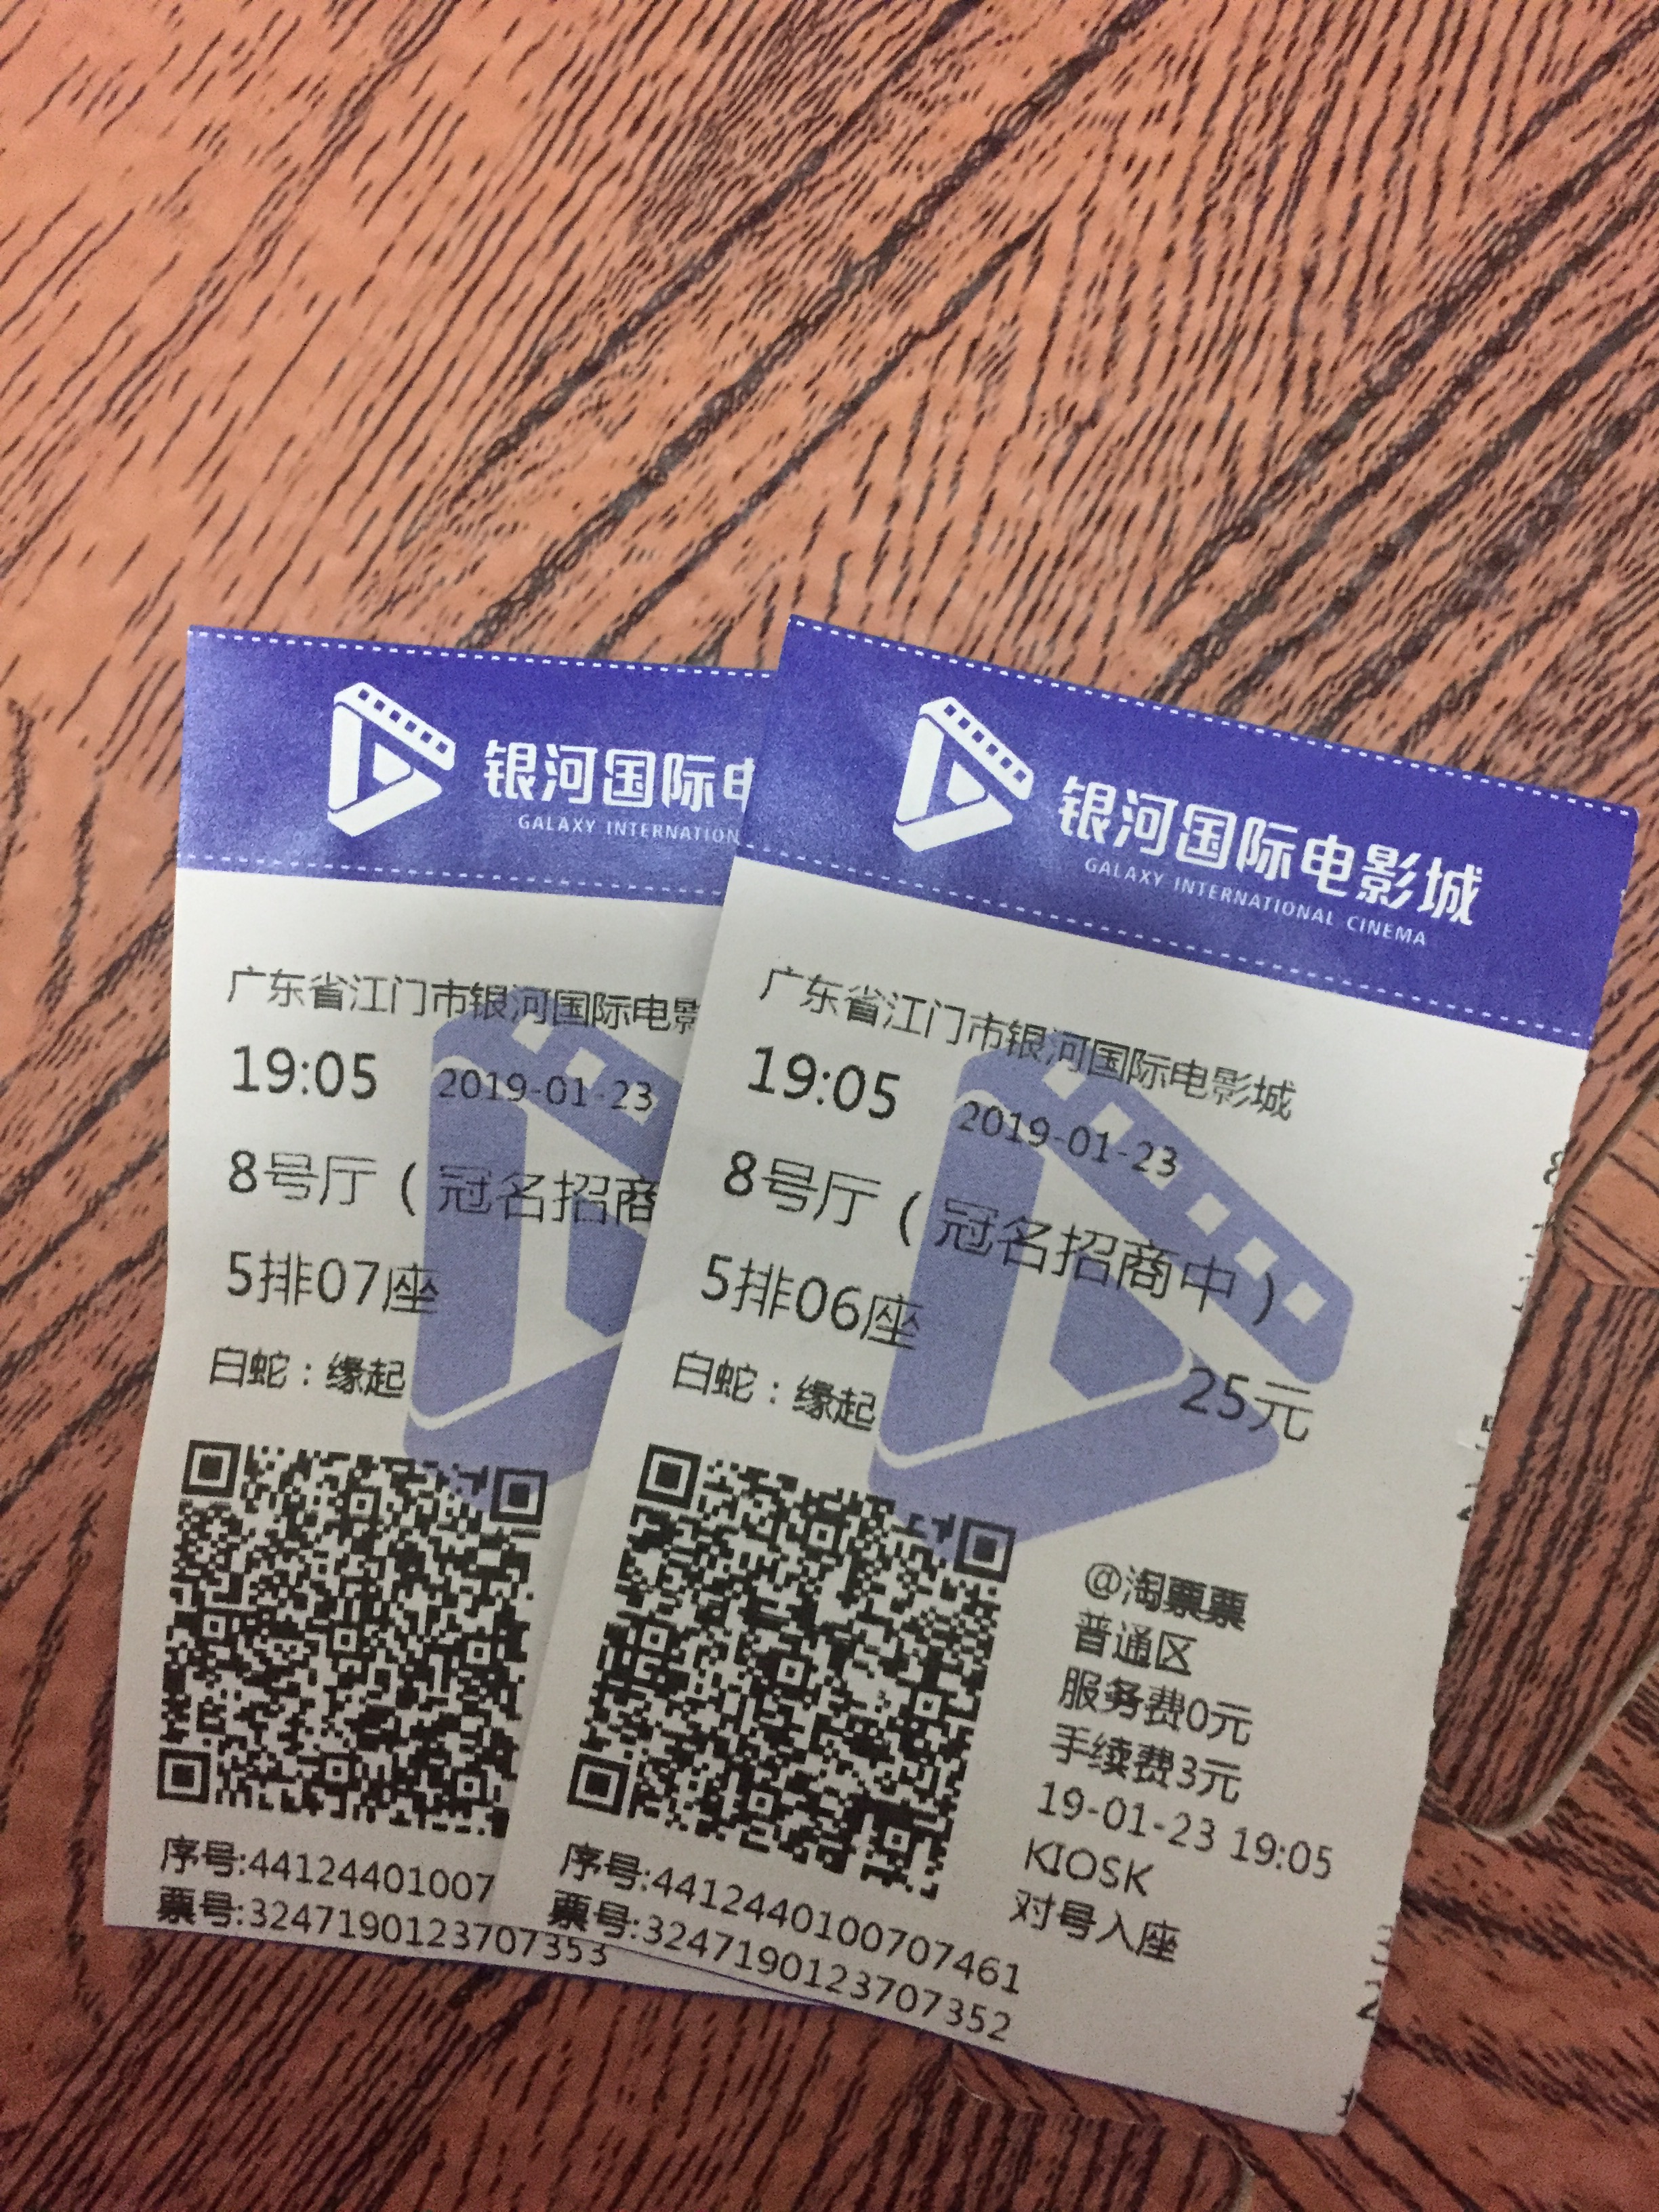 银河国际电
GALAXY INTERNATION
广东省江门市银河国际电影
19:05 2019-01-23
8号厅（冠名招商
5排07座
白蛇：缘起
序号:44124401007
票号:3247190123707353
银河国际电影城
GALAXY INTERNATIONAL CINEMA
广东省江门市银河国际电影城
19:05 2019-01-23
8号厅（冠名招商中）
5排06座
白蛇：缘起
25元
@淘票票
普通区
服务费0元
手续费3元
19-01-23 19:05
KIOSK
对号入座
序号:4412440100707461
票号:3247190123707352